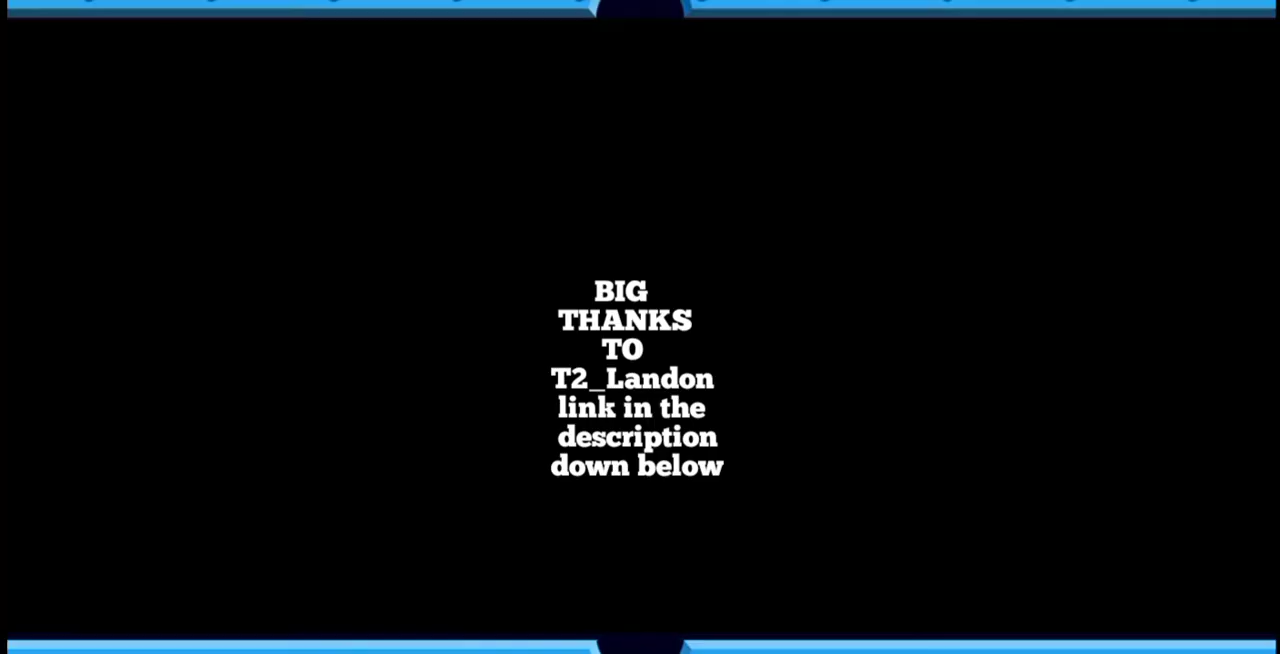 BIG
THANKS
TO
T2_Landon
link in the
description
down below